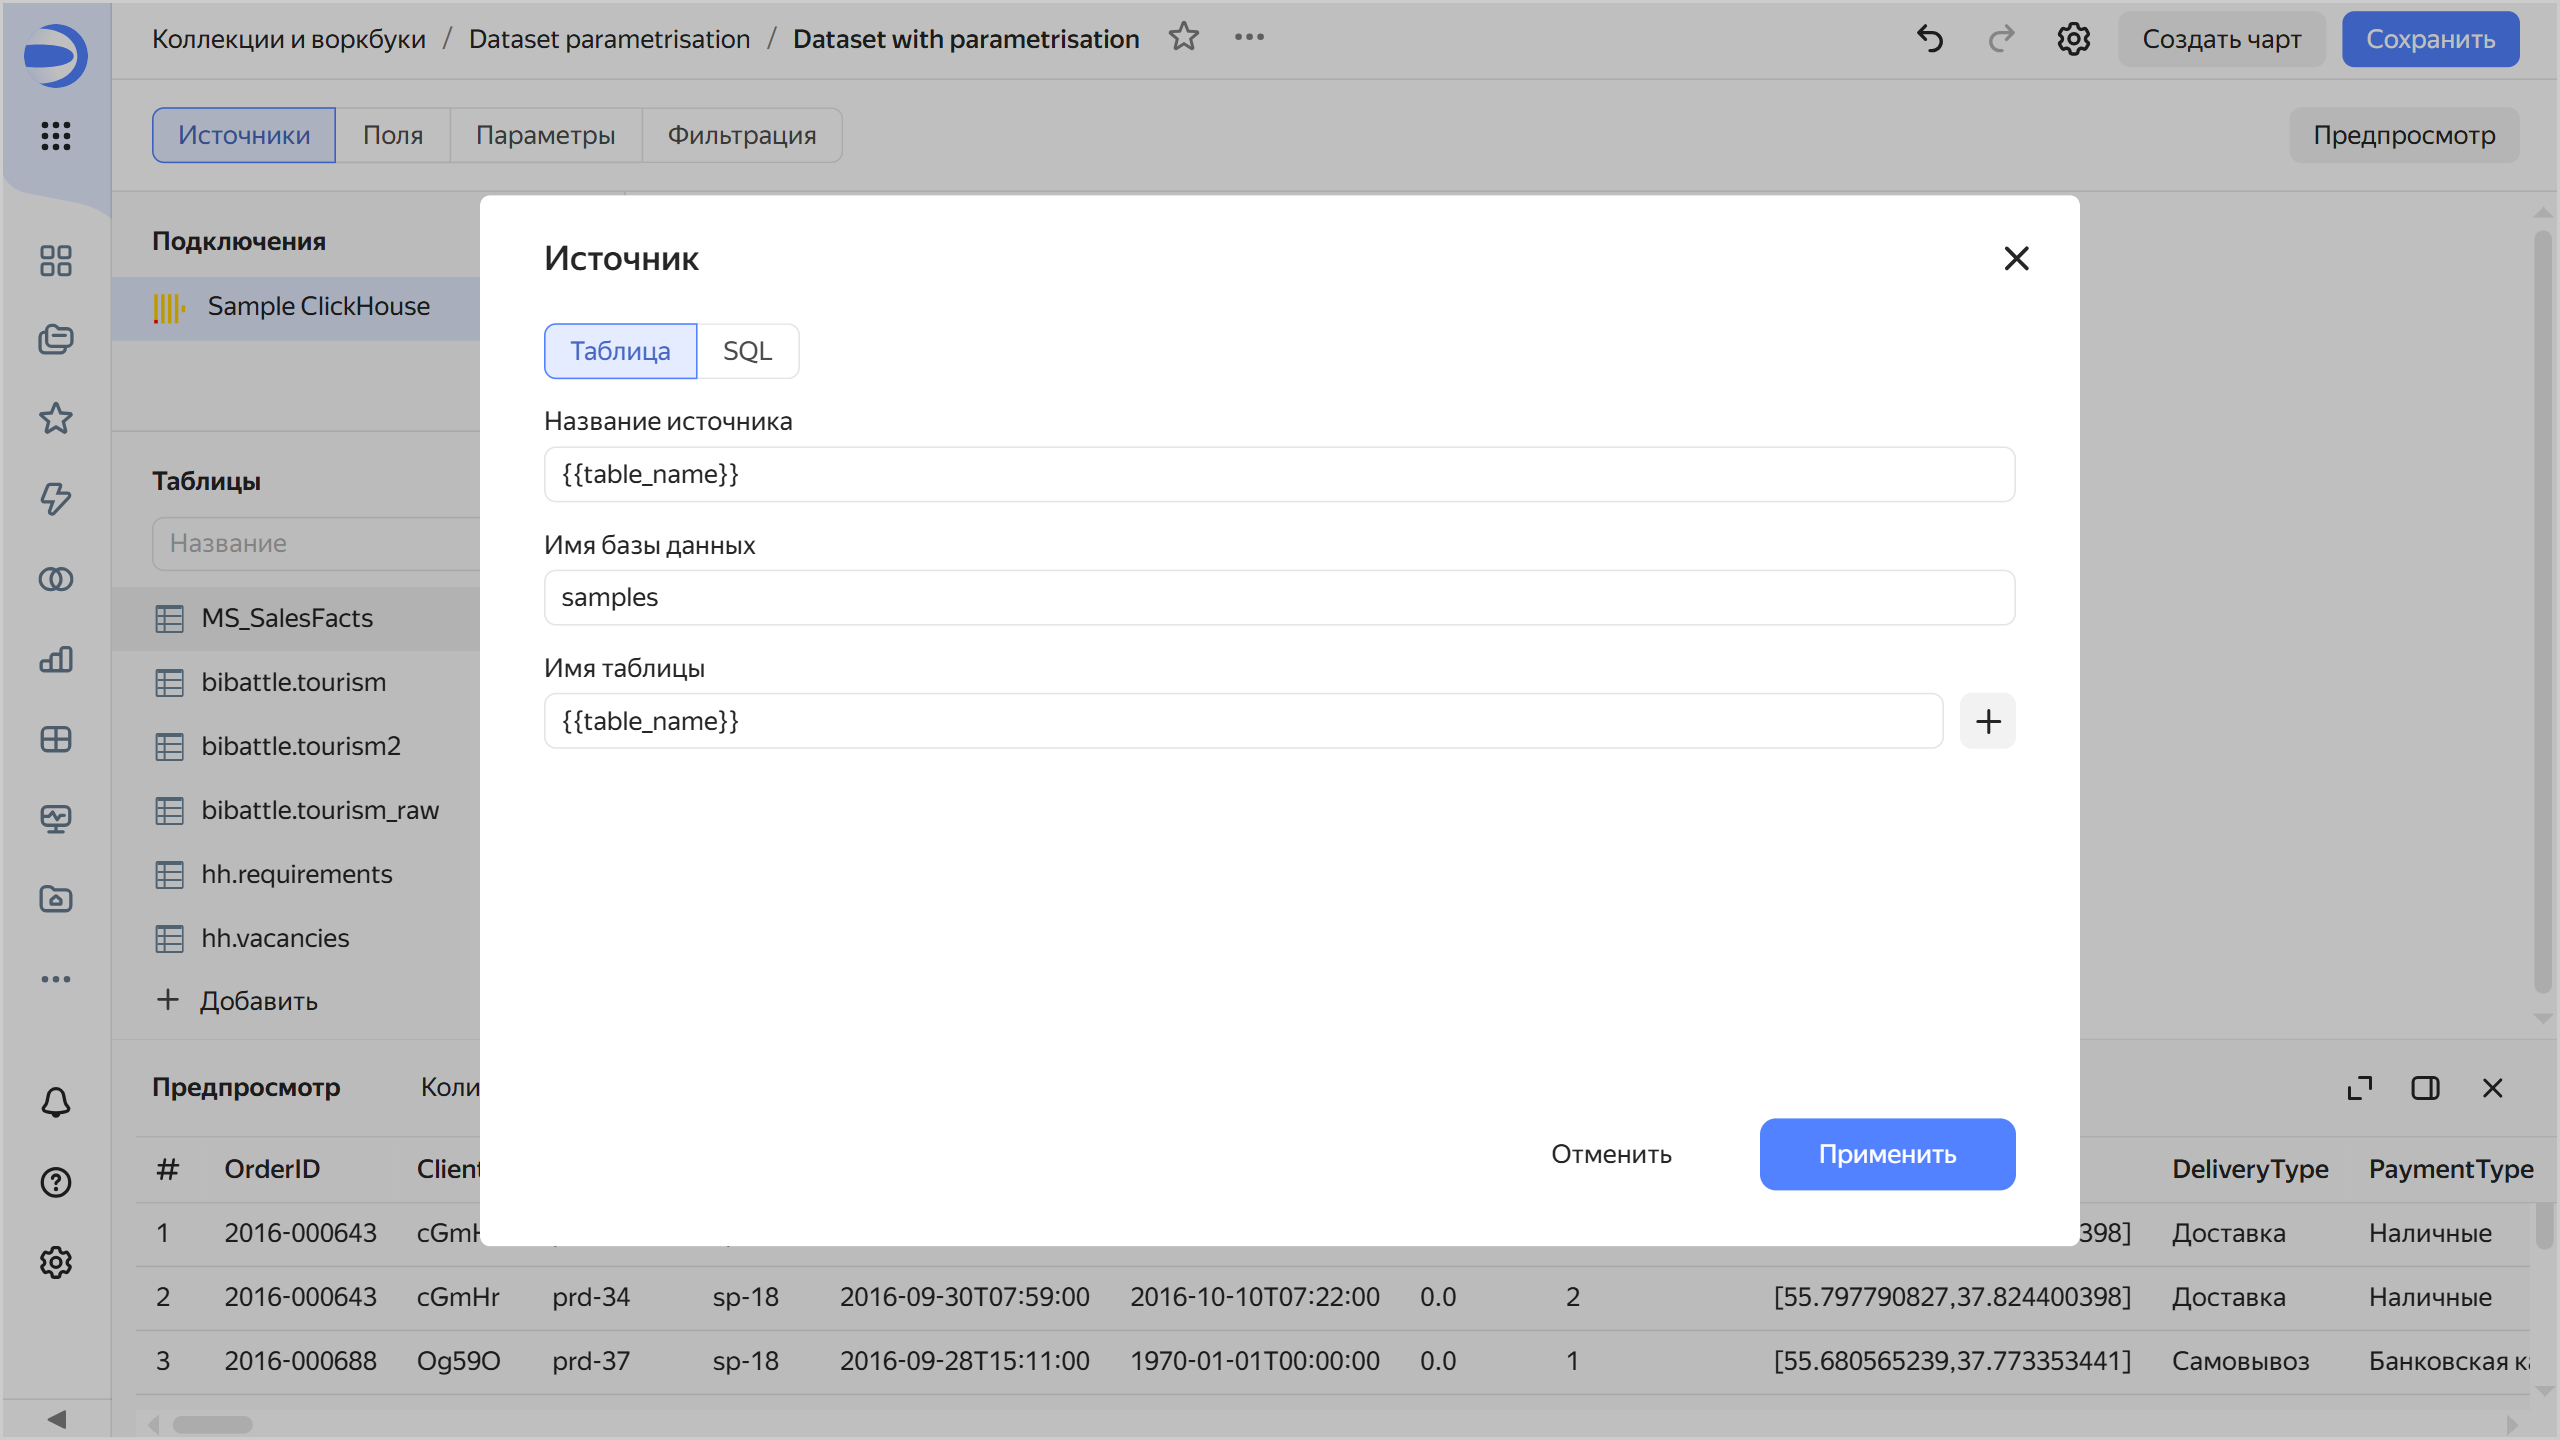 Коллекции и воркбуки / Dataset parametrisation / Dataset with parametrisation
Создать чарт
Сохранить
Источники Поля Параметры Фильтрация
Предпросмотр
Подключения
Sample ClickHouse
Таблицы
Название
MS_SalesFacts
bibattle.tourism
bibattle.tourism2
bibattle.tourism_raw
hh.requirements
hh.vacancies
+ Добавить
Источник
Таблица SQL
Название источника
{{table_name}}
Имя базы данных
samples
Имя таблицы
{{table_name}}
Отменить Применить
Предпросмотр Коли
# OrderID Client DeliveryType PaymentType
1 2016-000643 cGmH 398] Доставка Наличные
2 2016-000643 cGmHr prd-34 sp-18 2016-09-30T07:59:00 2016-10-10T07:22:00 0.0 2 [55.797790827,37.824400398] Доставка Наличные
3 2016-000688 Og59O prd-37 sp-18 2016-09-28T15:11:00 1970-01-01T00:00:00 0.0 1 [55.680565239,37.773353441] Самовывоз Банковская к